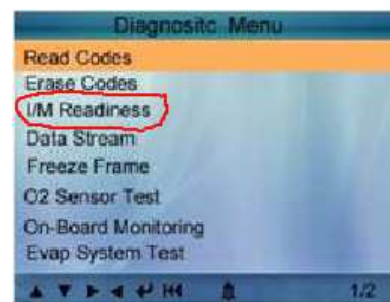 Diagnositc Menu
Read Codes
Erase Codes
I/M Readiness
Data Stream
Freeze Frame
O2 Sensor Test
On-Board Monitoring
Evap System Test
1/2